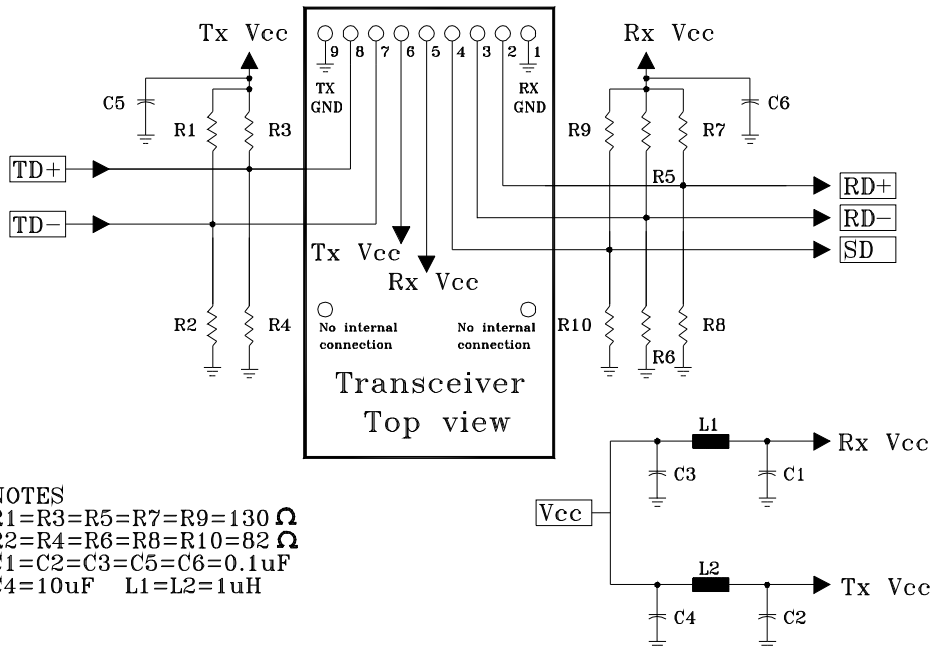 Tx Vcc
9 8 7 6 5 4 3 2 1
Rx Vcc
TX
GND
RX
GND
C5
R1
R3
R9
R7
C6
TD+
R5
RD+
TD-
RD-
Tx Vcc
SD
Rx Vcc
R2
R4
No internal
connection
No internal
connection
R10
R8
R6
Transceiver
Top view
L1
Rx Vcc
C3
C1
NOTES
R1=R3=R5=R7=R9=130 Ω
R2=R4=R6=R8=R10=82 Ω
C1=C2=C3=C5=C6=0.1uF
C4=10uF L1=L2=1uH
Vcc
L2
Tx Vcc
C4
C2